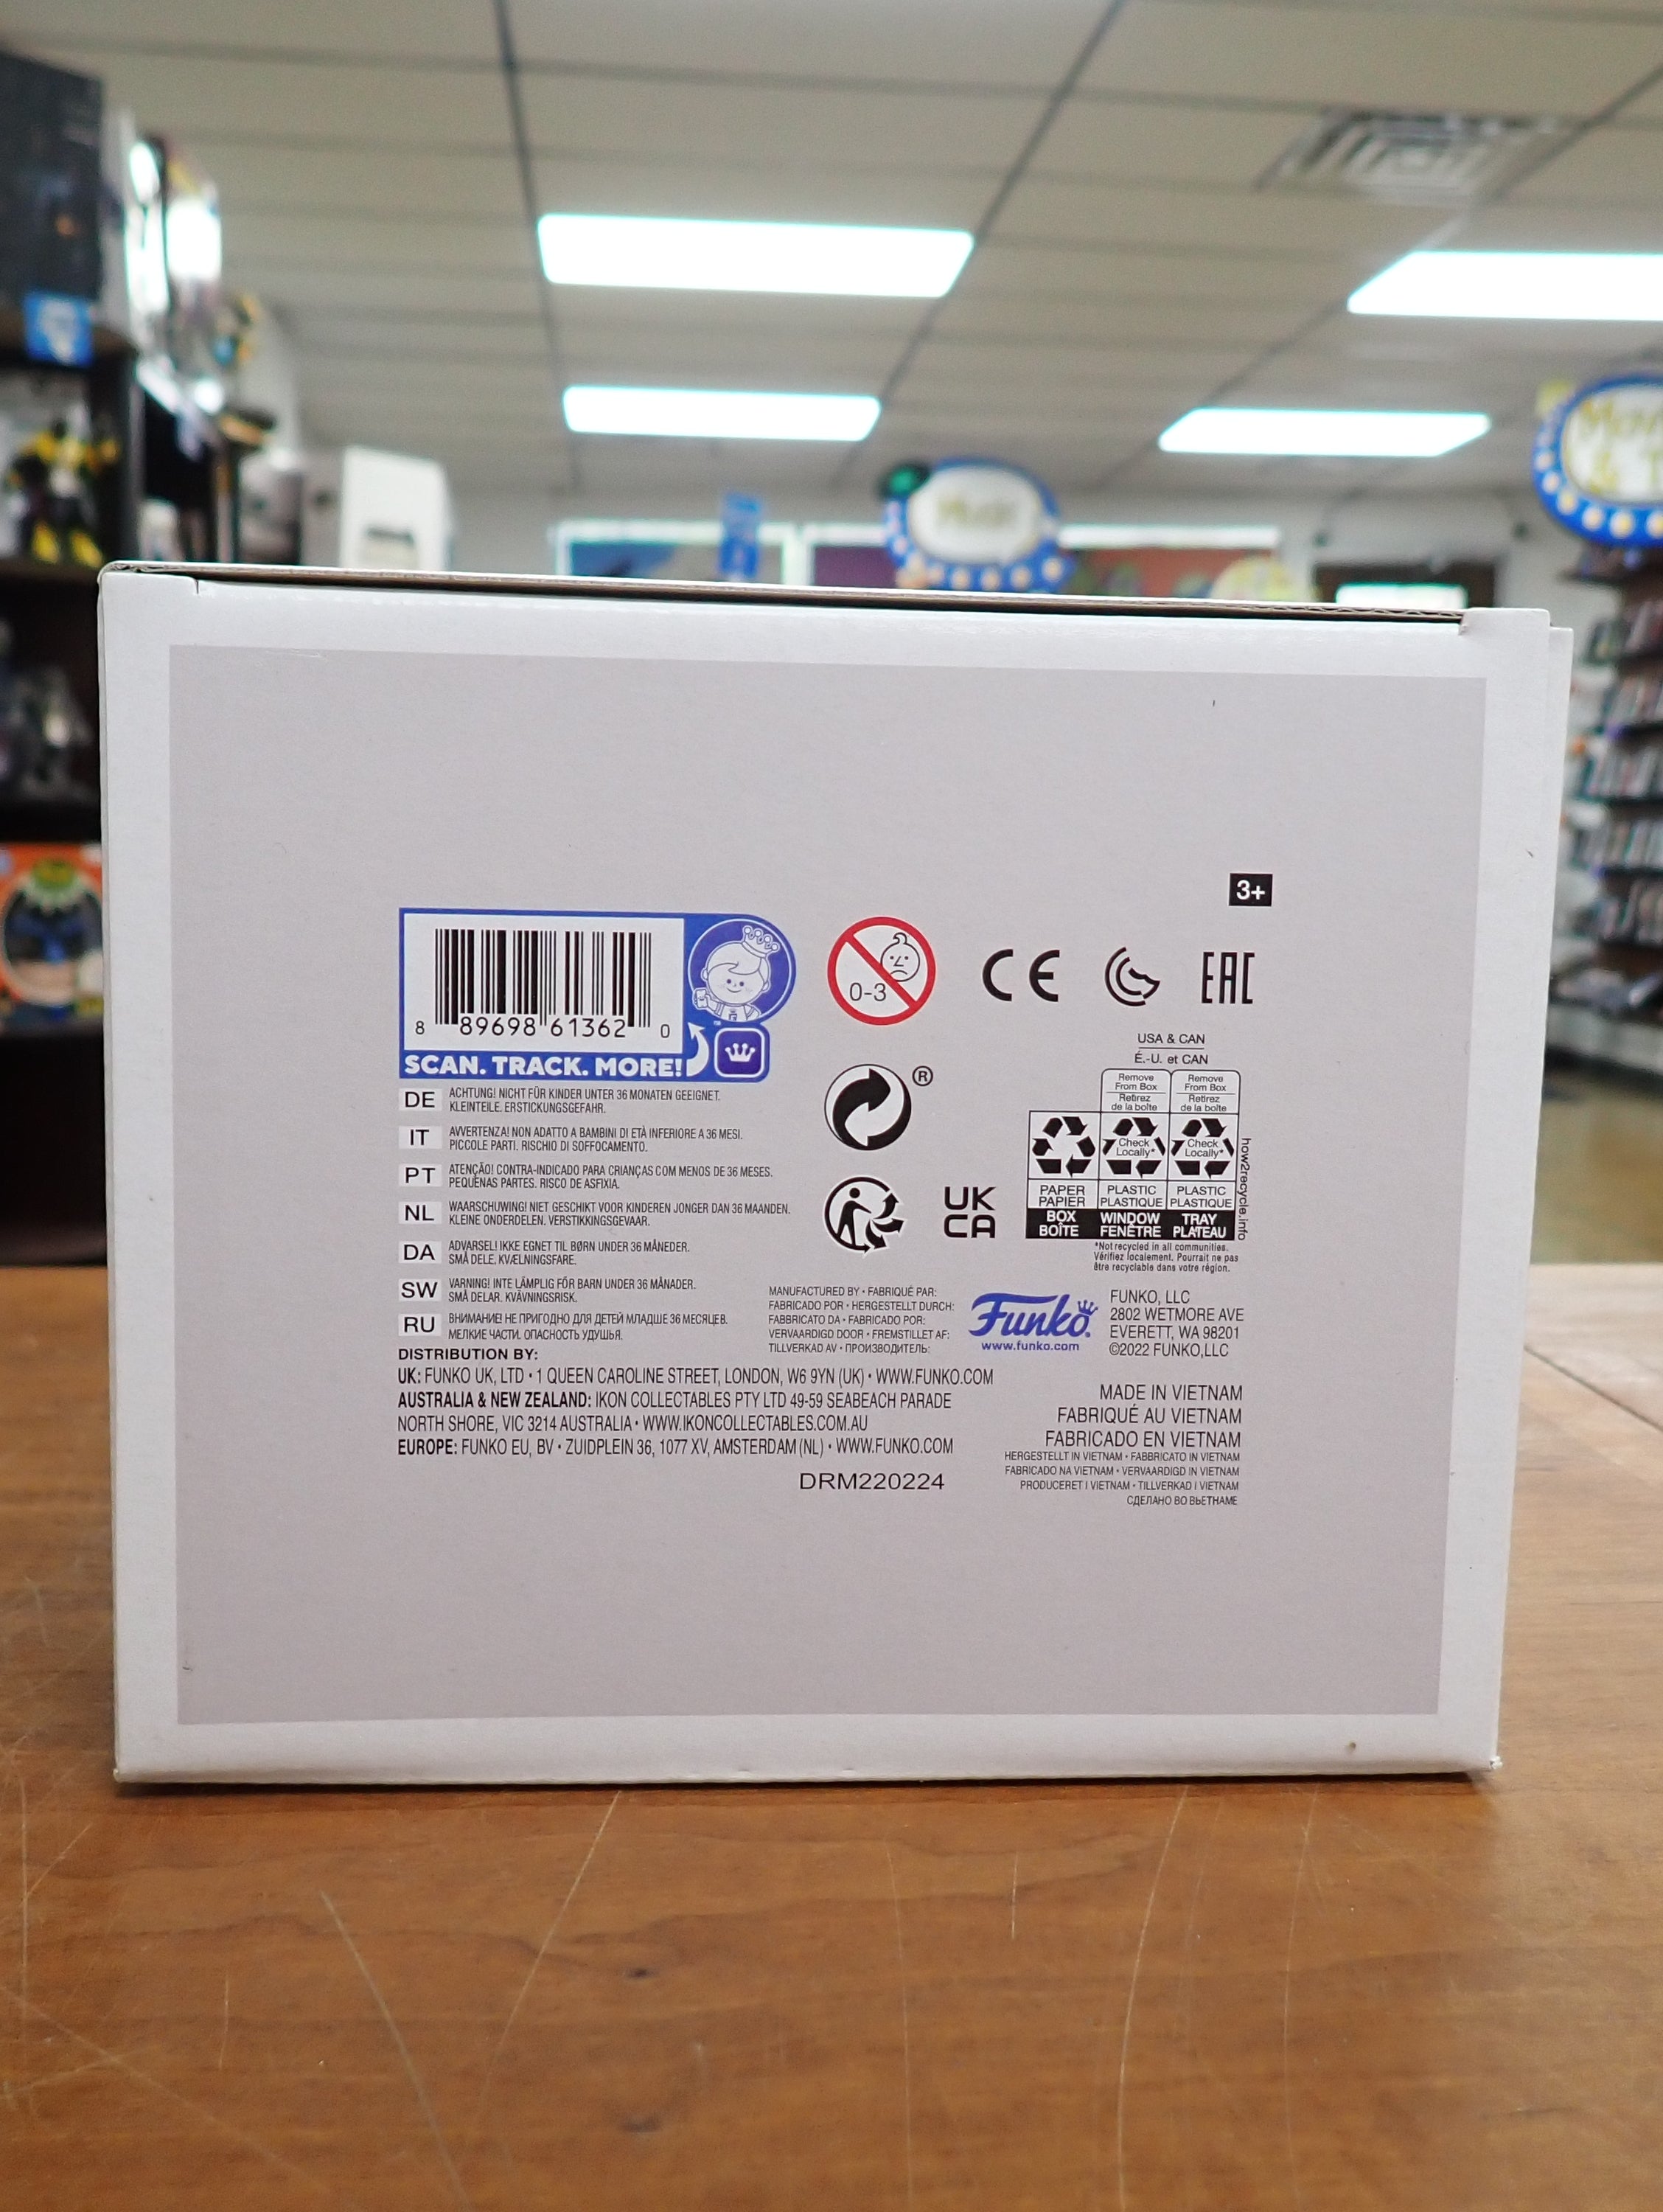 3+
8 89698 61362 0
SCAN. TRACK. MORE!
0-3
CE
EAC
®
UK
CA
USA & CAN
É.-U. et CAN
Remove From Box Retirez de la boîte
Remove From Box Retirez de la boîte
Check Locally*
Check Locally*
PAPER PAPIER
PLASTIC PLASTIQUE
PLASTIC PLASTIQUE
BOX BOÎTE
WINDOW FENÊTRE
TRAY PLATEAU
how2recycle.info
*Not recycled in all communities.
Vérifiez localement. Pourrait ne pas
être recyclable dans votre région.
DE ACHTUNG! NICHT FÜR KINDER UNTER 36 MONATEN GEEIGNET.
KLEINTEILE. ERSTICKUNGSGEFAHR.
IT AVVERTENZA! NON ADATTO A BAMBINI DI ETÀ INFERIORE A 36 MESI.
PICCOLE PARTI. RISCHIO DI SOFFOCAMENTO.
PT ATENÇÃO! CONTRA-INDICADO PARA CRIANÇAS COM MENOS DE 36 MESES.
PEQUENAS PARTES. RISCO DE ASFIXIA.
NL WAARSCHUWING! NIET GESCHIKT VOOR KINDEREN JONGER DAN 36 MAANDEN.
KLEINE ONDERDELEN. VERSTIKKINGSGEVAAR.
DA ADVARSEL! IKKE EGNET TIL BØRN UNDER 36 MÅNEDER.
SMÅ DELE. KVÆLNINGSFARE.
SW VARNING! INTE LÄMPLIG FÖR BARN UNDER 36 MÅNADER.
SMÅ DELAR. KVÄVNINGSRISK.
RU ВНИМАНИЕ! НЕ ПРИГОДНО ДЛЯ ДЕТЕЙ МЛАДШЕ 36 МЕСЯЦЕВ.
МЕЛКИЕ ЧАСТИ. ОПАСНОСТЬ УДУШЬЯ.
MANUFACTURED BY • FABRIQUÉ PAR:
FABRICADO POR • HERGESTELLT DURCH:
FABBRICATO DA • FABRICADO POR:
VERVAARDIGD DOOR • FREMSTILLET AF:
TILLVERKAD AV • ПРОИЗВОДИТЕЛЬ:
Funko
www.funko.com
FUNKO, LLC
2802 WETMORE AVE
EVERETT, WA 98201
©2022 FUNKO,LLC
DISTRIBUTION BY:
UK: FUNKO UK, LTD • 1 QUEEN CAROLINE STREET, LONDON, W6 9YN (UK) • WWW.FUNKO.COM
AUSTRALIA & NEW ZEALAND: IKON COLLECTABLES PTY LTD 49-59 SEABEACH PARADE
NORTH SHORE, VIC 3214 AUSTRALIA • WWW.IKONCOLLECTABLES.COM.AU
EUROPE: FUNKO EU, BV • ZUIDPLEIN 36, 1077 XV, AMSTERDAM (NL) • WWW.FUNKO.COM
DRM220224
MADE IN VIETNAM
FABRIQUÉ AU VIETNAM
FABRICADO EN VIETNAM
HERGESTELLT IN VIETNAM • FABBRICATO IN VIETNAM
FABRICADO NA VIETNAM • VERVAARDIGD IN VIETNAM
PRODUCERET I VIETNAM • TILLVERKAD I VIETNAM
СДЕЛАНО ВО ВЬЕТНАМЕ